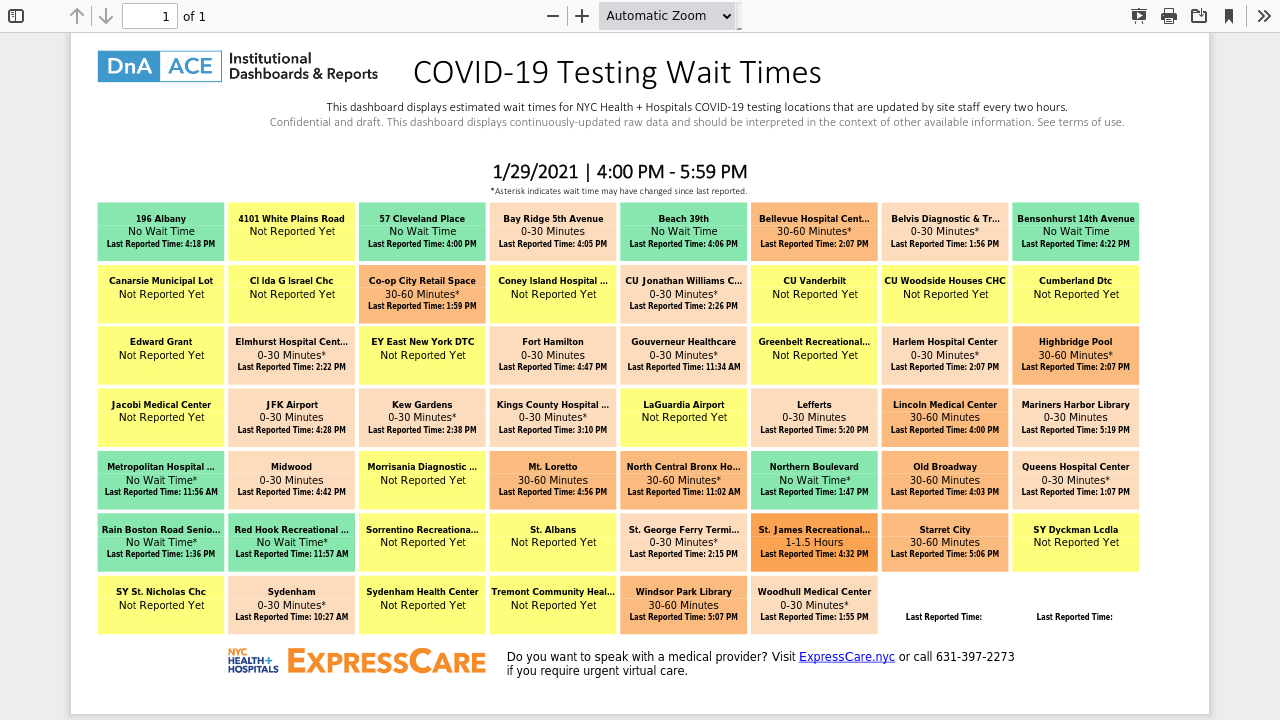 1
of 1
Automatic Zoom
DnA ACE Institutional
Dashboards & Reports
COVID-19 Testing Wait Times
This dashboard displays estimated wait times for NYC Health + Hospitals COVID-19 testing locations that are updated by site staff every two hours.
Confidential and draft. This dashboard displays continuously-updated raw data and should be interpreted in the context of other available information. See terms of use.
1/29/2021 | 4:00 PM - 5:59 PM
*Asterisk indicates wait time may have changed since last reported.
196 Albany
No Wait Time
Last Reported Time: 4:18 PM
4101 White Plains Road
Not Reported Yet
57 Cleveland Place
No Wait Time
Last Reported Time: 4:00 PM
Bay Ridge 5th Avenue
0-30 Minutes
Last Reported Time: 4:05 PM
Beach 39th
No Wait Time
Last Reported Time: 4:06 PM
Bellevue Hospital Cent...
30-60 Minutes*
Last Reported Time: 2:07 PM
Belvis Diagnostic & Tr...
0-30 Minutes*
Last Reported Time: 1:56 PM
Bensonhurst 14th Avenue
No Wait Time
Last Reported Time: 4:22 PM
Canarsie Municipal Lot
Not Reported Yet
CI Ida G Israel Chc
Not Reported Yet
Co-op City Retail Space
30-60 Minutes*
Last Reported Time: 1:59 PM
Coney Island Hospital ...
Not Reported Yet
CU Jonathan Williams C...
0-30 Minutes*
Last Reported Time: 2:26 PM
CU Vanderbilt
Not Reported Yet
CU Woodside Houses CHC
Not Reported Yet
Cumberland Dtc
Not Reported Yet
Edward Grant
Not Reported Yet
Elmhurst Hospital Cent...
0-30 Minutes*
Last Reported Time: 2:22 PM
EY East New York DTC
Not Reported Yet
Fort Hamilton
0-30 Minutes
Last Reported Time: 4:47 PM
Gouverneur Healthcare
0-30 Minutes*
Last Reported Time: 11:34 AM
Greenbelt Recreational...
Not Reported Yet
Harlem Hospital Center
0-30 Minutes*
Last Reported Time: 2:07 PM
Highbridge Pool
30-60 Minutes*
Last Reported Time: 2:07 PM
Jacobi Medical Center
Not Reported Yet
JFK Airport
0-30 Minutes
Last Reported Time: 4:28 PM
Kew Gardens
0-30 Minutes*
Last Reported Time: 2:38 PM
Kings County Hospital ...
0-30 Minutes*
Last Reported Time: 3:10 PM
LaGuardia Airport
Not Reported Yet
Lefferts
0-30 Minutes
Last Reported Time: 5:20 PM
Lincoln Medical Center
30-60 Minutes
Last Reported Time: 4:00 PM
Mariners Harbor Library
0-30 Minutes
Last Reported Time: 5:19 PM
Metropolitan Hospital ...
No Wait Time*
Last Reported Time: 11:56 AM
Midwood
0-30 Minutes
Last Reported Time: 4:42 PM
Morrisania Diagnostic ...
Not Reported Yet
Mt. Loretto
30-60 Minutes
Last Reported Time: 4:56 PM
North Central Bronx Ho...
30-60 Minutes*
Last Reported Time: 11:02 AM
Northern Boulevard
No Wait Time*
Last Reported Time: 1:47 PM
Old Broadway
30-60 Minutes
Last Reported Time: 4:03 PM
Queens Hospital Center
0-30 Minutes*
Last Reported Time: 1:07 PM
Rain Boston Road Senio...
No Wait Time*
Last Reported Time: 1:36 PM
Red Hook Recreational ...
No Wait Time*
Last Reported Time: 11:57 AM
Sorrentino Recreationa...
Not Reported Yet
St. Albans
Not Reported Yet
St. George Ferry Termi...
0-30 Minutes*
Last Reported Time: 2:15 PM
St. James Recreational...
1-1.5 Hours
Last Reported Time: 4:32 PM
Starret City
30-60 Minutes
Last Reported Time: 5:06 PM
SY Dyckman Lcdla
Not Reported Yet
SY St. Nicholas Chc
Not Reported Yet
Sydenham
0-30 Minutes*
Last Reported Time: 10:27 AM
Sydenham Health Center
Not Reported Yet
Tremont Community Heal...
Not Reported Yet
Windsor Park Library
30-60 Minutes
Last Reported Time: 5:07 PM
Woodhull Medical Center
0-30 Minutes*
Last Reported Time: 1:55 PM
Last Reported Time:
Last Reported Time:
NYC
HEALTH+
HOSPITALS
EXPRESSCARE
Do you want to speak with a medical provider? Visit ExpressCare.nyc or call 631-397-2273
if you require urgent virtual care.